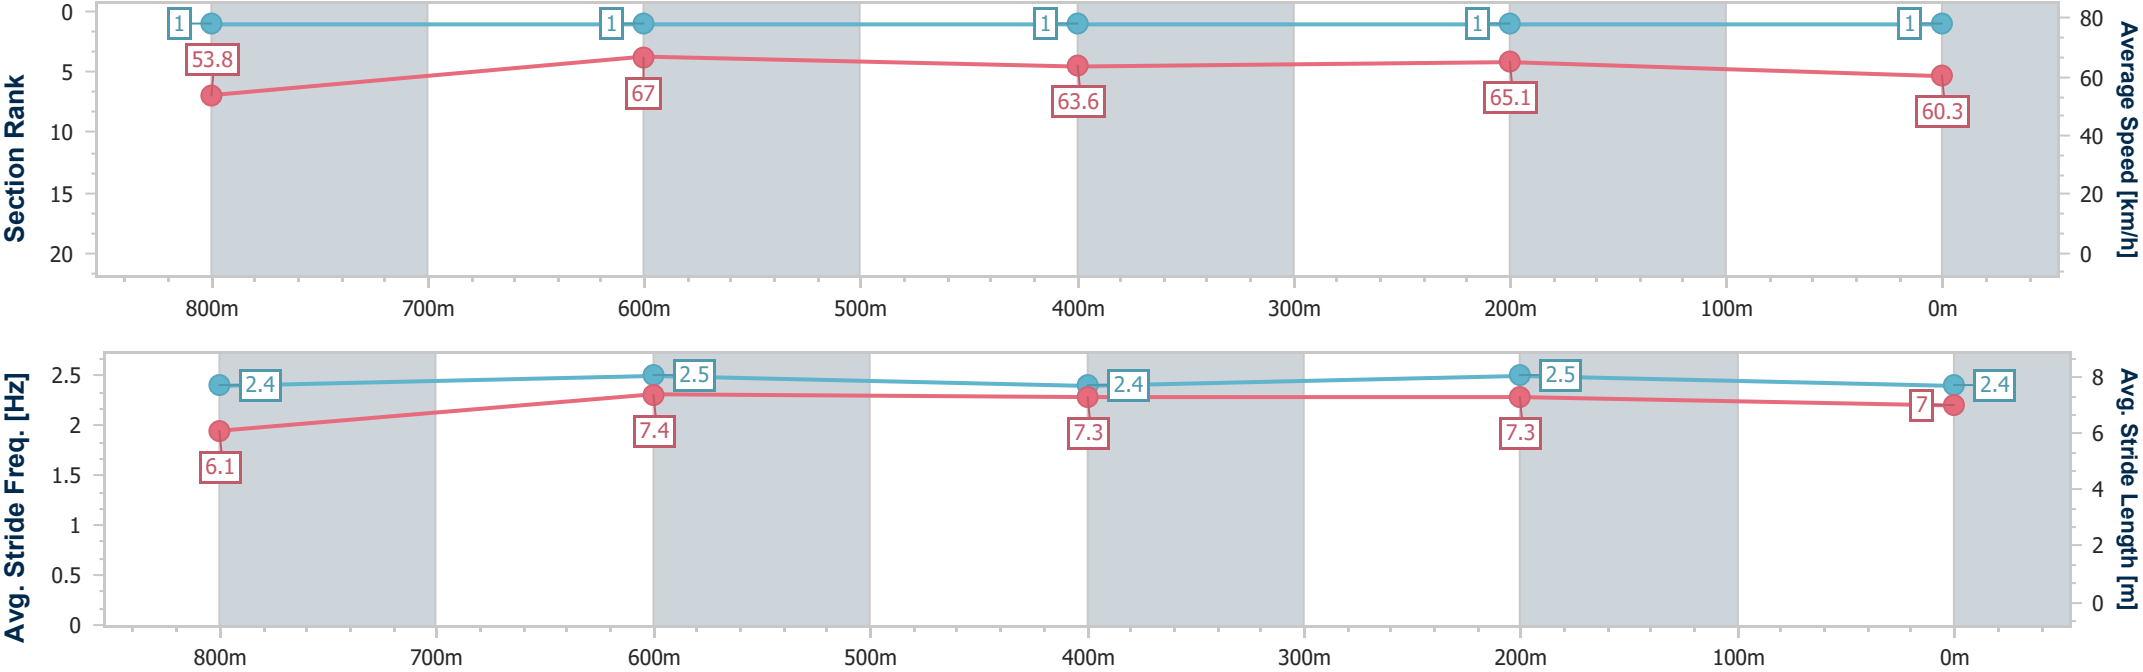 Section Rank
0
5
10
15
20
1
1
1
1
1
53.8
67
63.6
65.1
60.3
80
60
40
20
0
Average Speed [km/h]
800m
700m
600m
500m
400m
300m
200m
100m
0m
Avg. Stride Freq. [Hz]
2.5
2
1.5
1
0.5
0
2.4
2.5
2.4
2.5
2.4
6.1
7.4
7.3
7.3
7
8
6
4
2
0
Avg. Stride Length [m]
800m
700m
600m
500m
400m
300m
200m
100m
0m